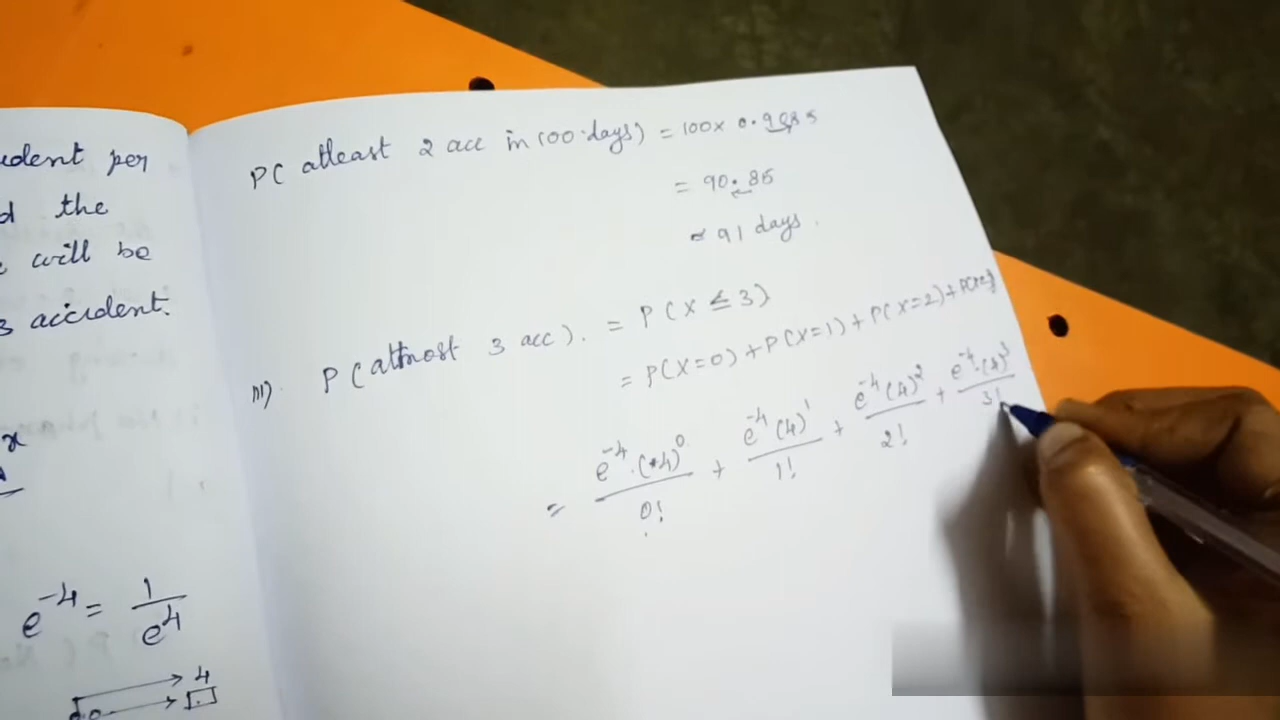 ident per
d the
will be
3 accident.
x
e⁻⁴ = 1/e⁴
4
P( atleast 2 acc in 100 days) = 100 x 0.9085
= 90.85
≈ 91 days.
III). P(atmost 3 acc). = P(X ≤ 3)
= P(X=0) + P(X=1) + P(X=2) + P(X=3)
= e⁻⁴.(4)⁰/0! + e⁻⁴(4)¹/1! + e⁻⁴(4)²/2! + e⁻⁴.(4)³/3!